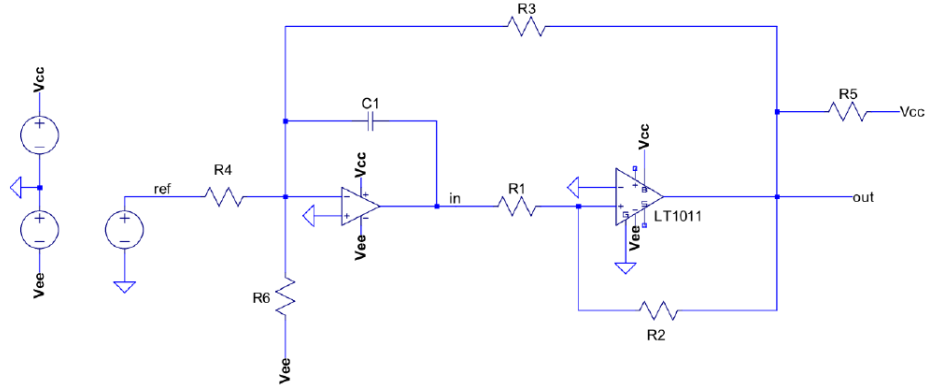 R3
Vcc
C1
R5
Vcc
R4
Vcc
Vcc
ref
R1
in
LT1011
out
G
Vee
Vee
R6
Vee
R2
Vee